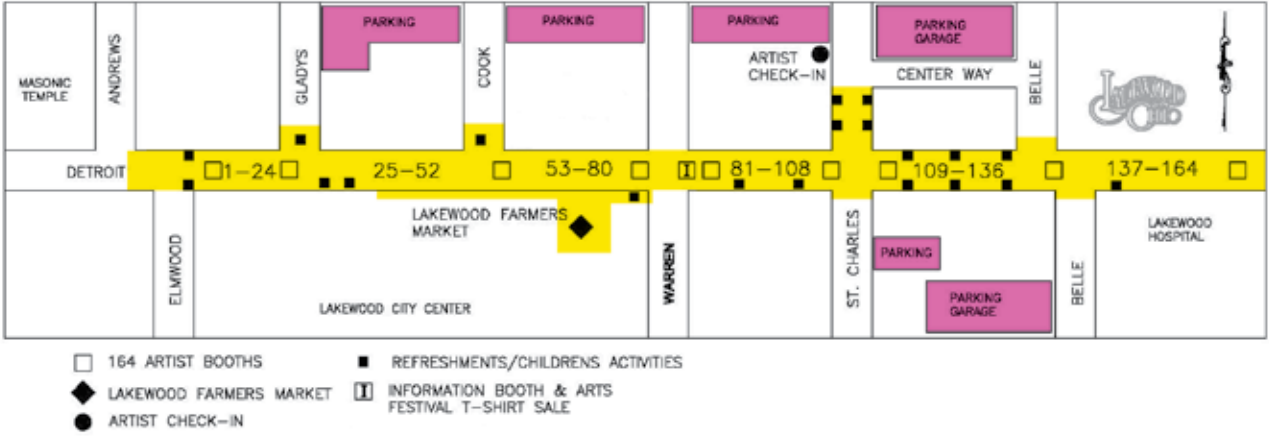 PARKING
PARKING
PARKING
PARKING
GARAGE
MASONIC
TEMPLE
ANDREWS
GLADYS
COOK
ARTIST
CHECK-IN
CENTER WAY
BELLE
LAKEWOOD
OHIO
DETROIT
1-24
25-52
53-80
I
81-108
109-136
137-164
LAKEWOOD FARMERS
MARKET
LAKEWOOD
HOSPITAL
ELMWOOD
WARREN
ST. CHARLES
PARKING
BELLE
LAKEWOOD CITY CENTER
PARKING
GARAGE
164 ARTIST BOOTHS
REFRESHMENTS/CHILDRENS ACTIVITIES
LAKEWOOD FARMERS MARKET
I
INFORMATION BOOTH & ARTS
FESTIVAL T-SHIRT SALE
ARTIST CHECK-IN